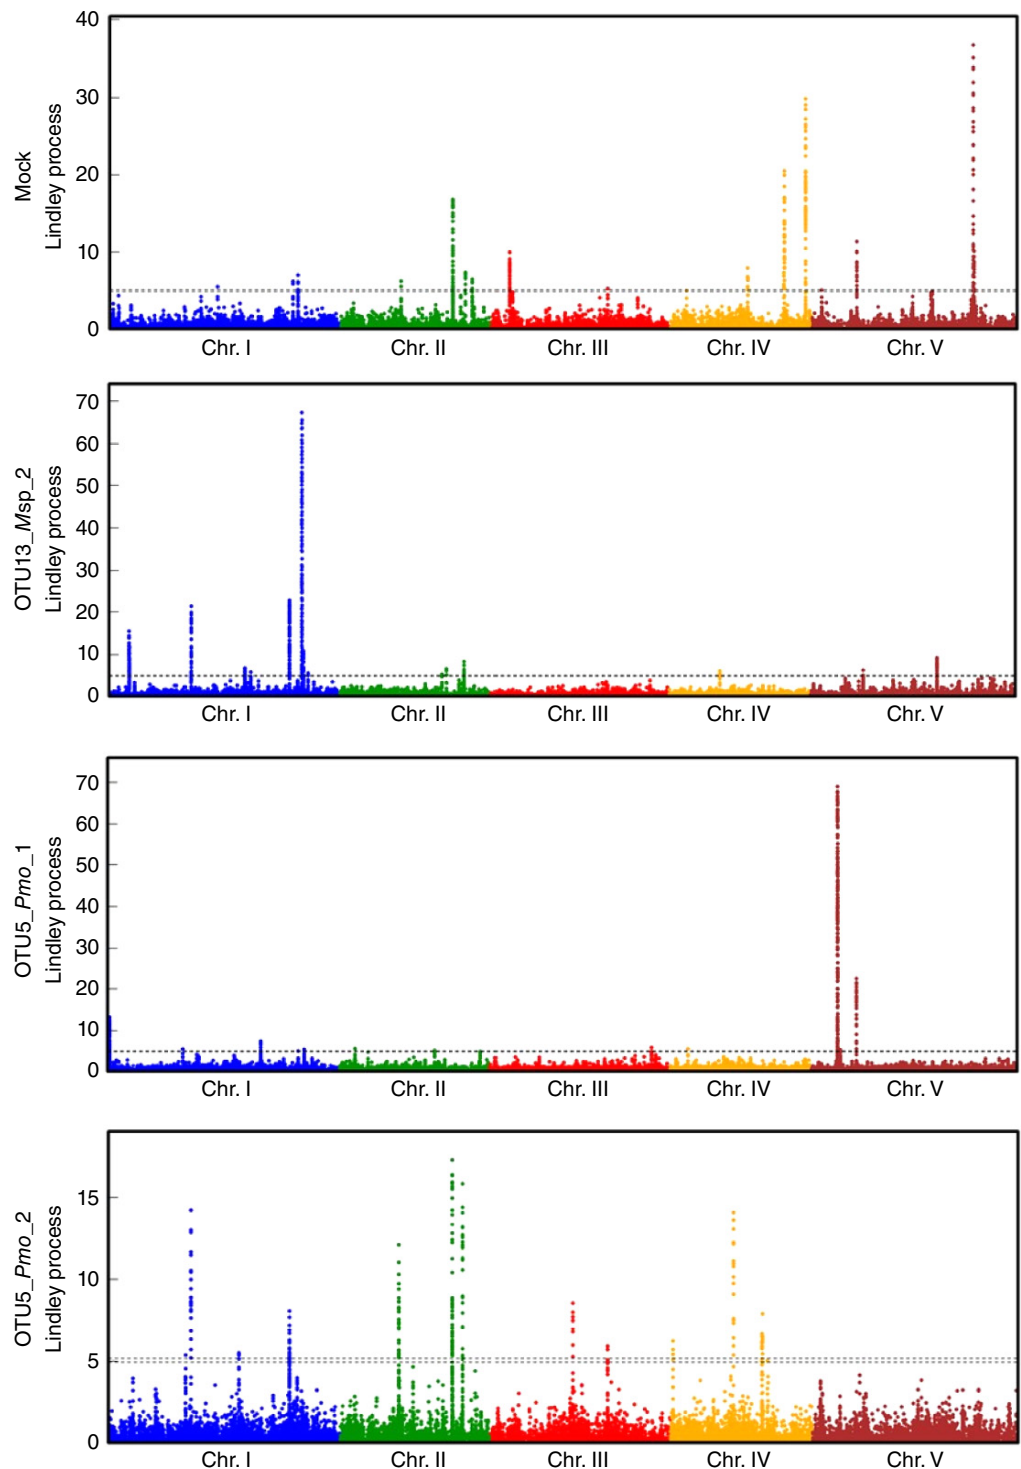 Mock
Lindley process
40
30
20
10
0
Chr. I Chr. II Chr. III Chr. IV Chr. V
OTU13_Msp_2
Lindley process
70
60
50
40
30
20
10
0
Chr. I Chr. II Chr. III Chr. IV Chr. V
OTU5_Pmo_1
Lindley process
70
60
50
40
30
20
10
0
Chr. I Chr. II Chr. III Chr. IV Chr. V
OTU5_Pmo_2
Lindley process
15
10
5
0
Chr. I Chr. II Chr. III Chr. IV Chr. V